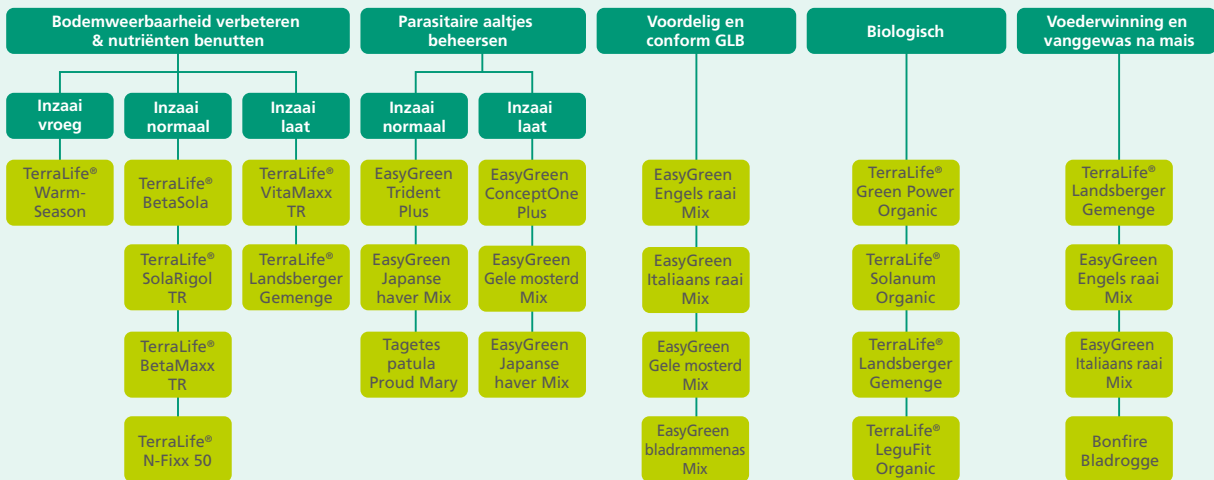 Bodemweerbaarheid verbeteren
& nutriënten benutten
Inzaai
vroeg
TerraLife®
Warm-
Season
Inzaai
normaal
TerraLife®
BetaSola
TerraLife®
SolaRigol
TR
TerraLife®
BetaMaxx
TR
TerraLife®
N-Fixx 50
Inzaai
laat
TerraLife®
VitaMaxx
TR
TerraLife®
Landsberger
Gemenge
Parasitaire aaltjes
beheersen
Inzaai
normaal
EasyGreen
Trident
Plus
EasyGreen
Japanse
haver Mix
Tagetes
patula
Proud Mary
Inzaai
laat
EasyGreen
ConceptOne
Plus
EasyGreen
Gele mosterd
Mix
EasyGreen
Japanse
haver Mix
Voordelig en
conform GLB
EasyGreen
Engels raai
Mix
EasyGreen
Italiaans raai
Mix
EasyGreen
Gele mosterd
Mix
EasyGreen
bladrammenas
Mix
Biologisch
TerraLife®
Green Power
Organic
TerraLife®
Solanum
Organic
TerraLife®
Landsberger
Gemenge
TerraLife®
LeguFit
Organic
Voederwinning en
vanggewas na mais
TerraLife®
Landsberger
Gemenge
EasyGreen
Engels raai
Mix
EasyGreen
Italiaans raai
Mix
Bonfire
Bladrogge